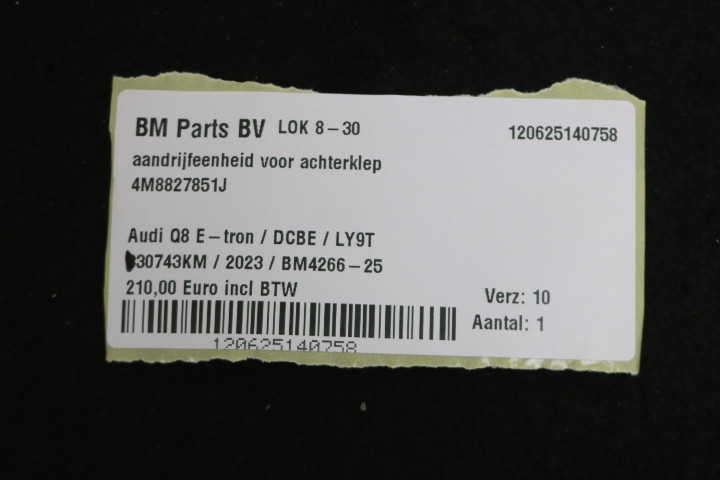 BM Parts BV LOK 8-30
120625140758
aandrijfeenheid voor achterklep
4M8827851J
Audi Q8 E-tron / DCBE / LY9T
30743KM / 2023 / BM4266-25
210,00 Euro incl BTW
Verz: 10
Aantal: 1
120625140758